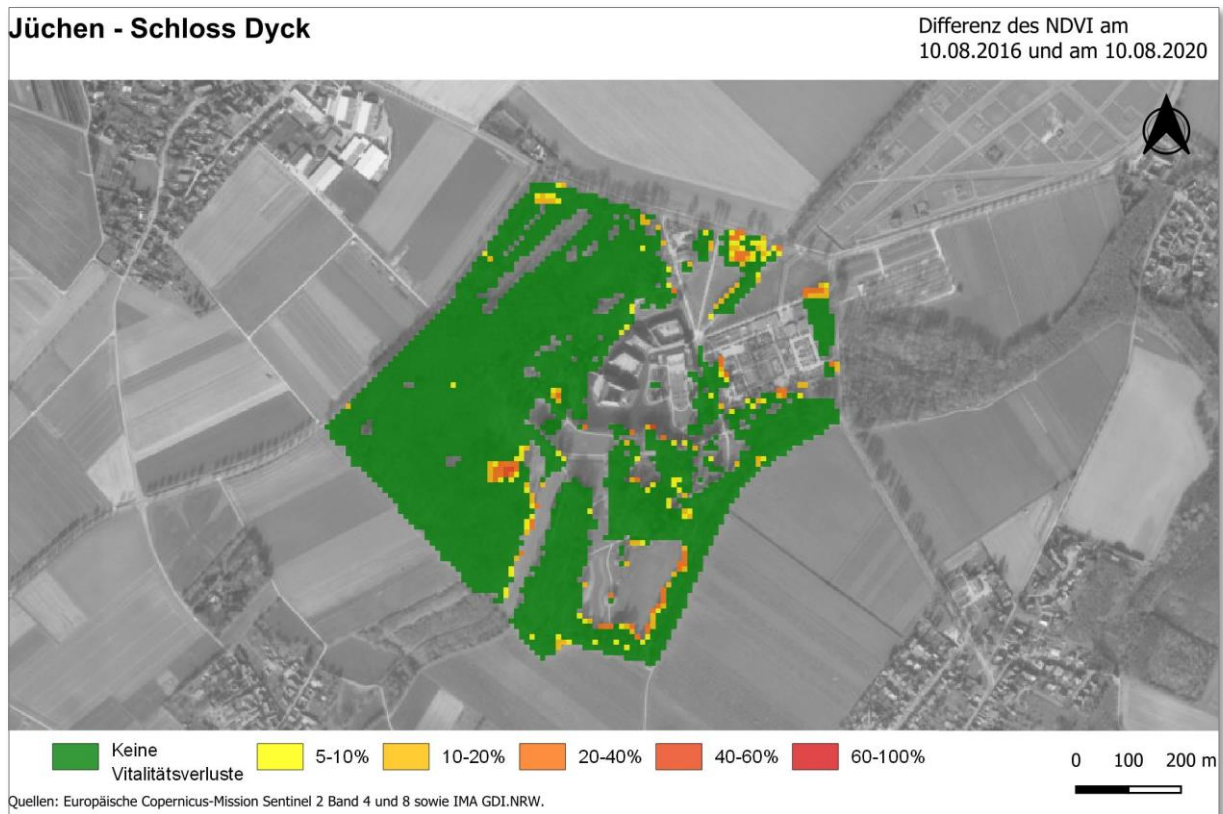 Jüchen - Schloss Dyck
Differenz des NDVI am
10.08.2016 und am 10.08.2020
Keine
Vitalitätsverluste
5-10%
10-20%
20-40%
40-60%
60-100%
0 100 200 m
Quellen: Europäische Copernicus-Mission Sentinel 2 Band 4 und 8 sowie IMA GDI.NRW.